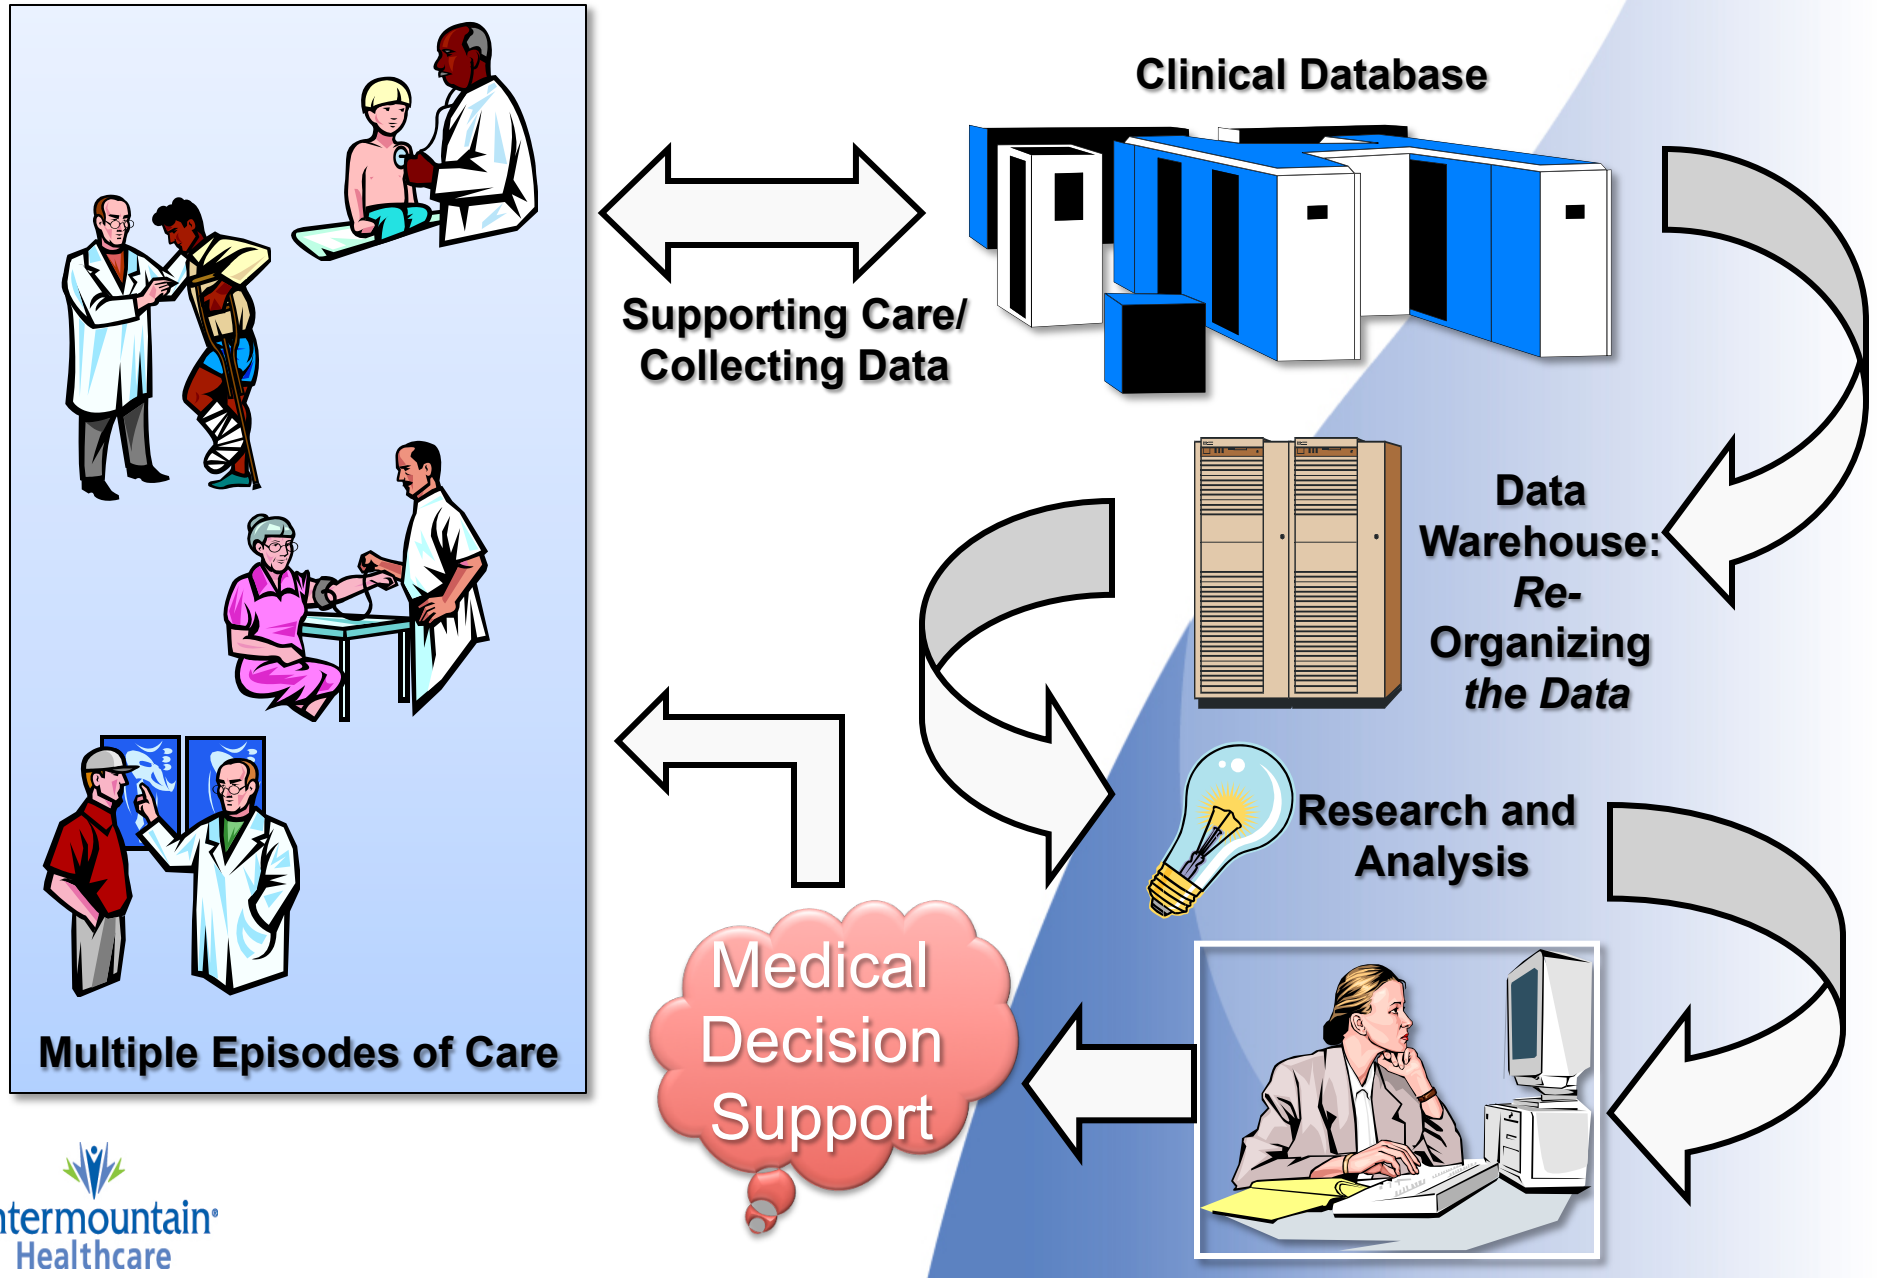 Clinical Database
Supporting Care/
Collecting Data
Data
Warehouse:
Re-
Organizing
the Data
Research and
Analysis
Medical
Decision
Support
Multiple Episodes of Care
ntermountain®
Healthcare